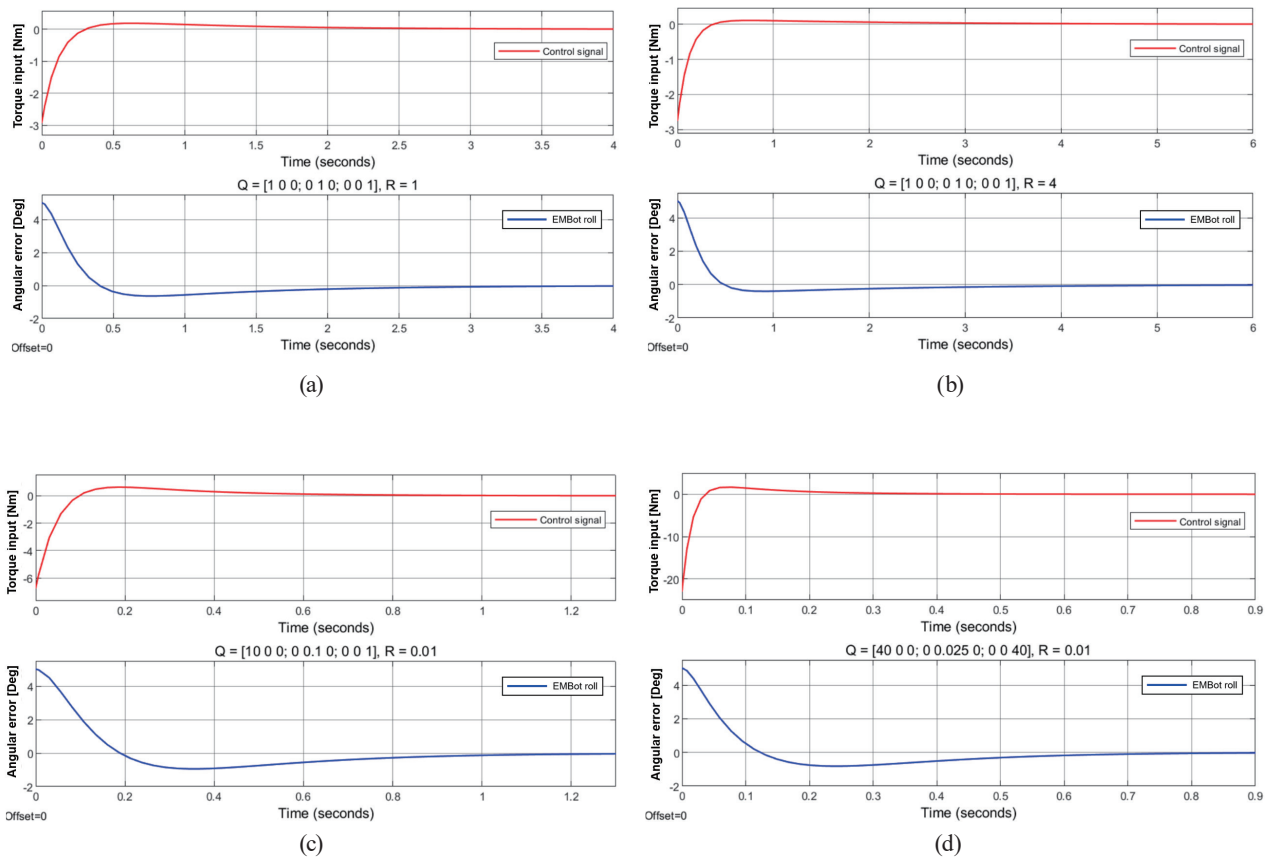 Torque input [Nm]
0
-1
-2
-3
Control signal
0 0.5 1 1.5 2 2.5 3 3.5 4
Time (seconds)
Q = [1 0 0; 0 1 0; 0 0 1], R = 1
Angular error [Deg]
4
2
0
-2
EMBot roll
0 0.5 1 1.5 2 2.5 3 3.5 4
Time (seconds)
Offset=0
(a)
Torque input [Nm]
0
-1
-2
-3
Control signal
0 1 2 3 4 5 6
Time (seconds)
Q = [1 0 0; 0 1 0; 0 0 1], R = 4
Angular error [Deg]
4
2
0
-2
EMBot roll
0 1 2 3 4 5 6
Time (seconds)
Offset=0
(b)
Torque input [Nm]
0
-2
-4
-6
Control signal
0 0.2 0.4 0.6 0.8 1 1.2
Time (seconds)
Q = [10 0 0; 0 0.1 0; 0 0 1], R = 0.01
Angular error [Deg]
4
2
0
-2
EMBot roll
0 0.2 0.4 0.6 0.8 1 1.2
Time (seconds)
Offset=0
(c)
Torque input [Nm]
0
-10
-20
Control signal
0 0.1 0.2 0.3 0.4 0.5 0.6 0.7 0.8 0.9
Time (seconds)
Q = [40 0 0; 0 0.025 0; 0 0 40], R = 0.01
Angular error [Deg]
4
2
0
-2
EMBot roll
0 0.1 0.2 0.3 0.4 0.5 0.6 0.7 0.8 0.9
Time (seconds)
Offset=0
(d)